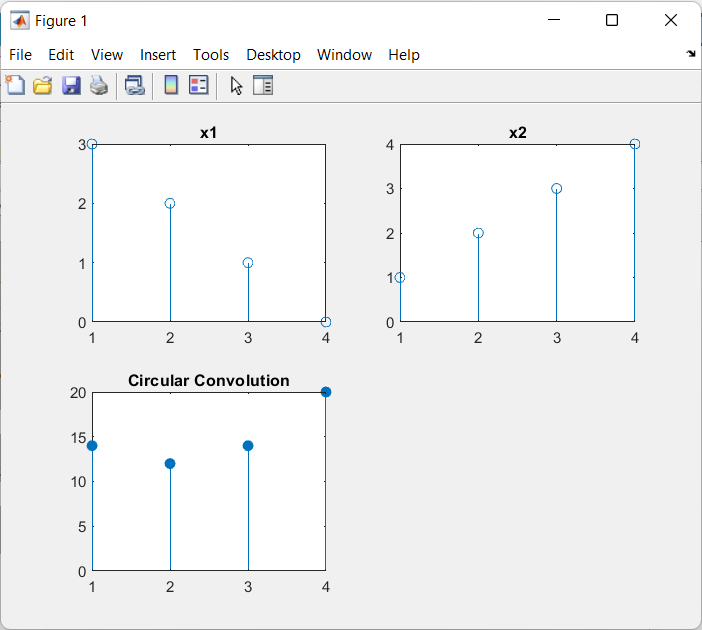 Figure 1
File Edit View Insert Tools Desktop Window Help
x1
3
2
1
0
1 2 3 4
x2
4
3
2
1
0
1 2 3 4
Circular Convolution
20
15
10
5
0
1 2 3 4